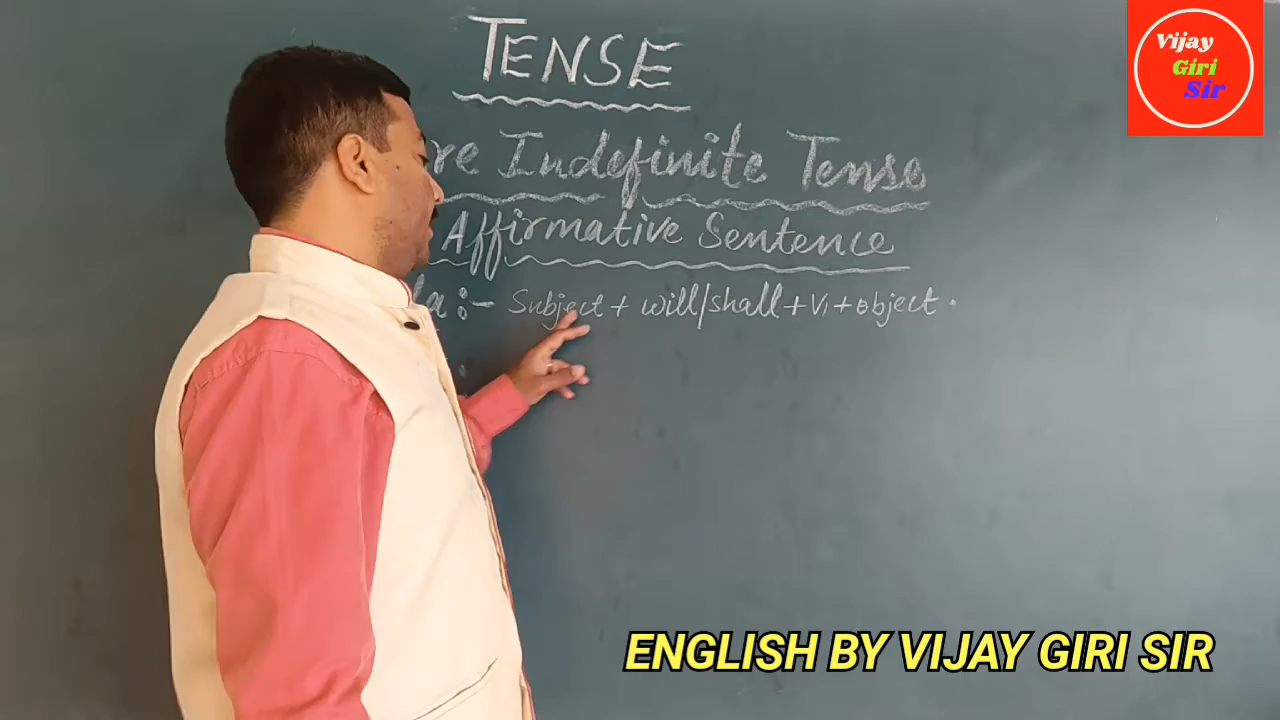 TENSE
re Indefinite Tense
Affirmative Sentence
la :- Subject + will/shall + V1 + object .
:
Vijay
Giri
Sir
ENGLISH BY VIJAY GIRI SIR